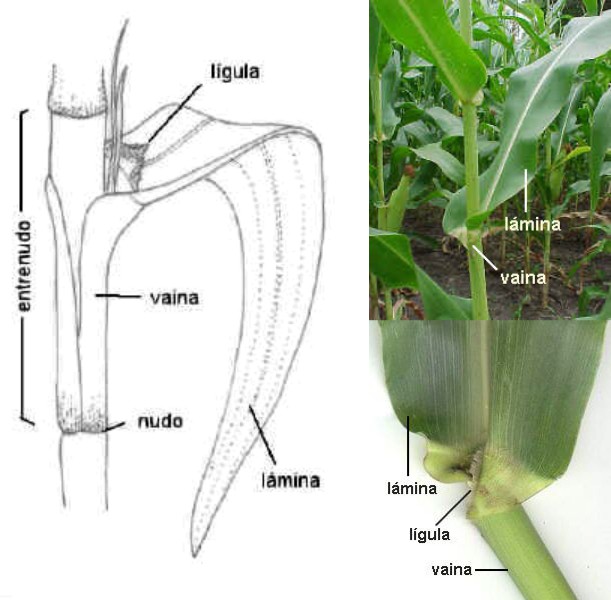 lígula
entrenudo
vaina
nudo
lámina
lámina
vaina
lámina
lígula
vaina